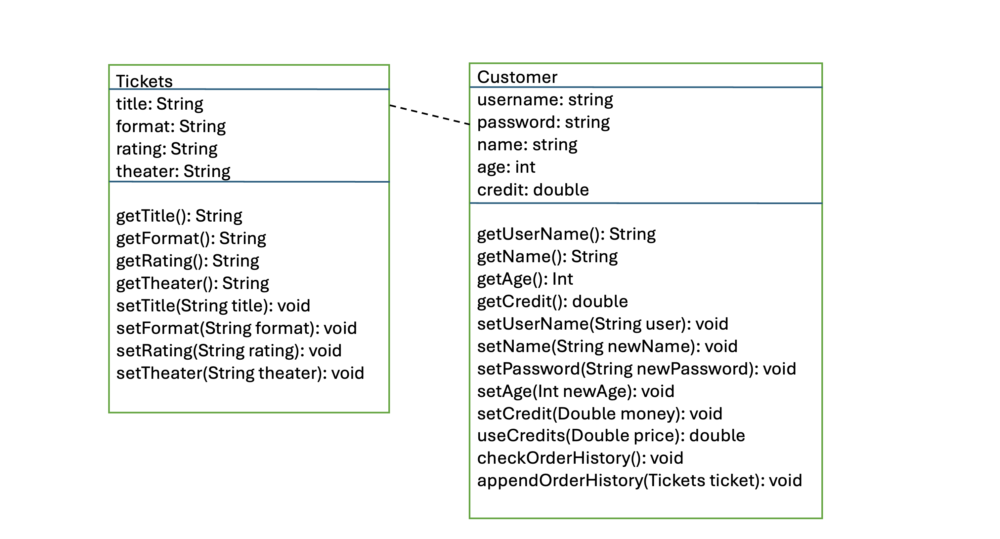 Tickets
title: String
format: String
rating: String
theater: String
getTitle(): String
getFormat(): String
getRating(): String
getTheater(): String
setTitle(String title): void
setFormat(String format): void
setRating(String rating): void
setTheater(String theater): void
Customer
username: string
password: string
name: string
age: int
credit: double
getUserName(): String
getName(): String
getAge(): Int
getCredit(): double
setUserName(String user): void
setName(String newName): void
setPassword(String newPassword): void
setAge(Int newAge): void
setCredit(Double money): void
useCredits(Double price): double
checkOrderHistory(): void
appendOrderHistory(Tickets ticket): void